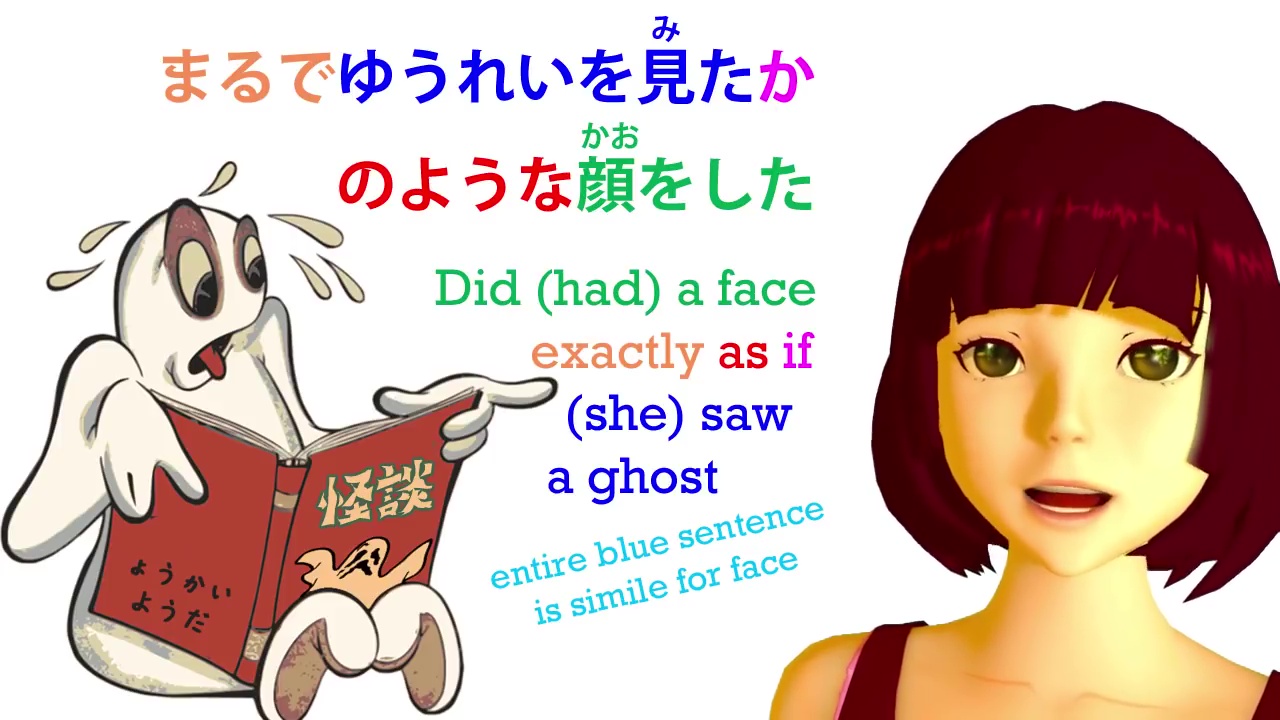 み
まるでゆうれいを見たか
かお
のような顔をした
Did (had) a face
exactly as if
(she) saw
a ghost
entire blue sentence
is simile for face
怪談
ようかい
ようだ